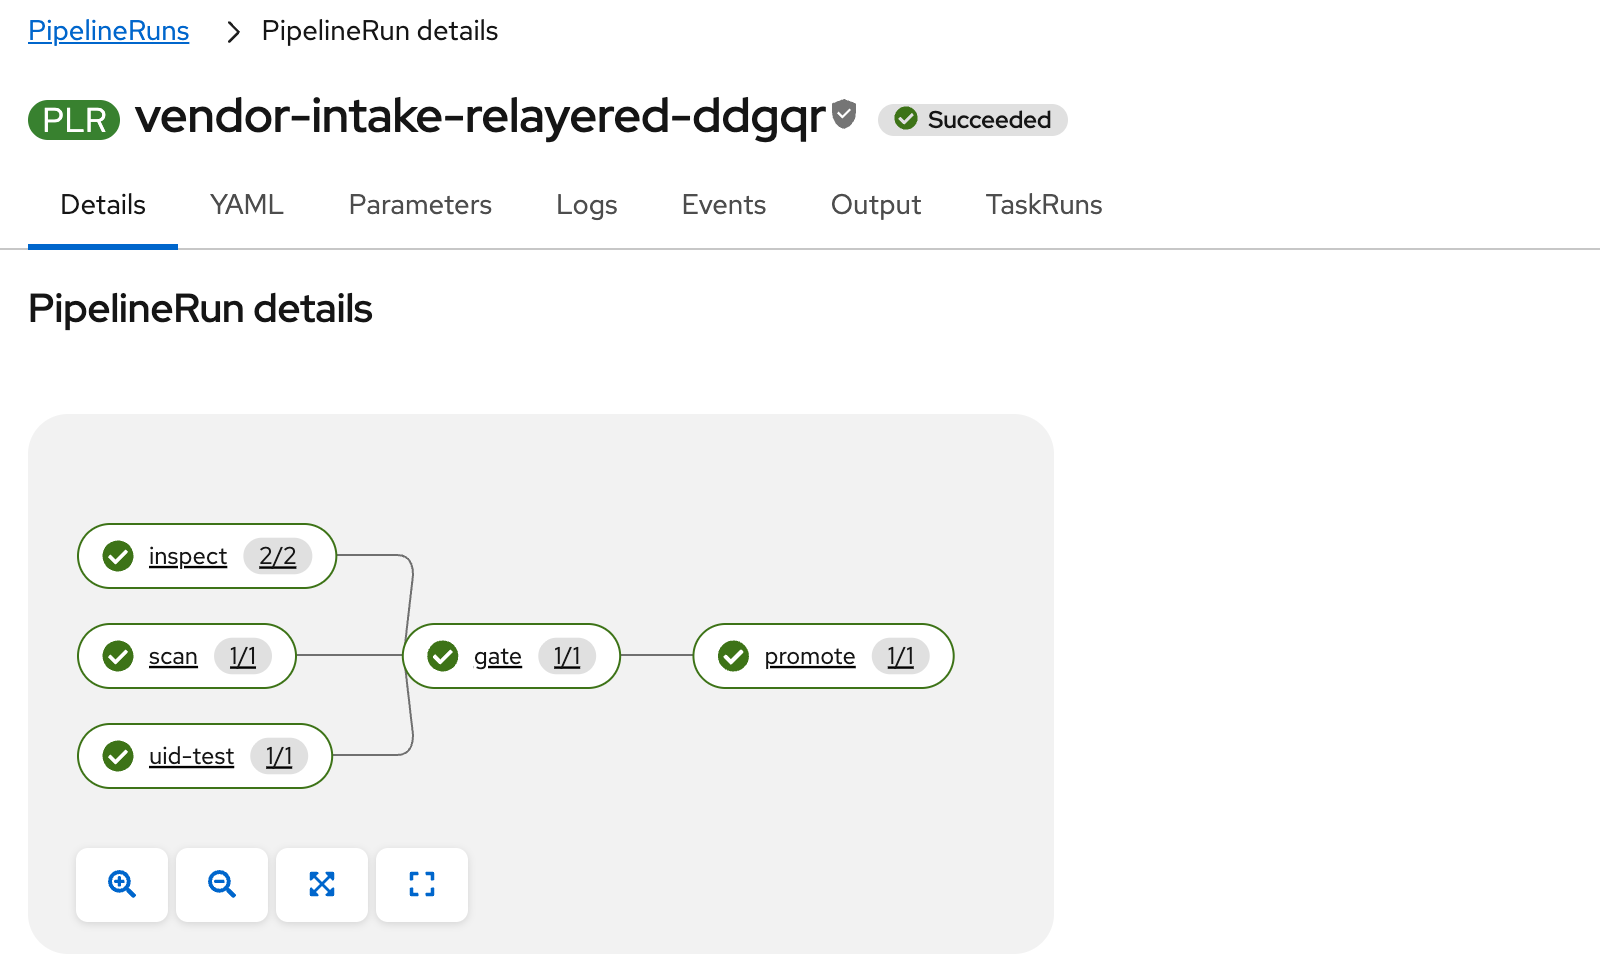 PipelineRuns > PipelineRun details
PLR vendor-intake-relayered-ddgqr Succeeded
Details YAML Parameters Logs Events Output TaskRuns
PipelineRun details
inspect 2/2
scan 1/1 gate 1/1 promote 1/1
uid-test 1/1